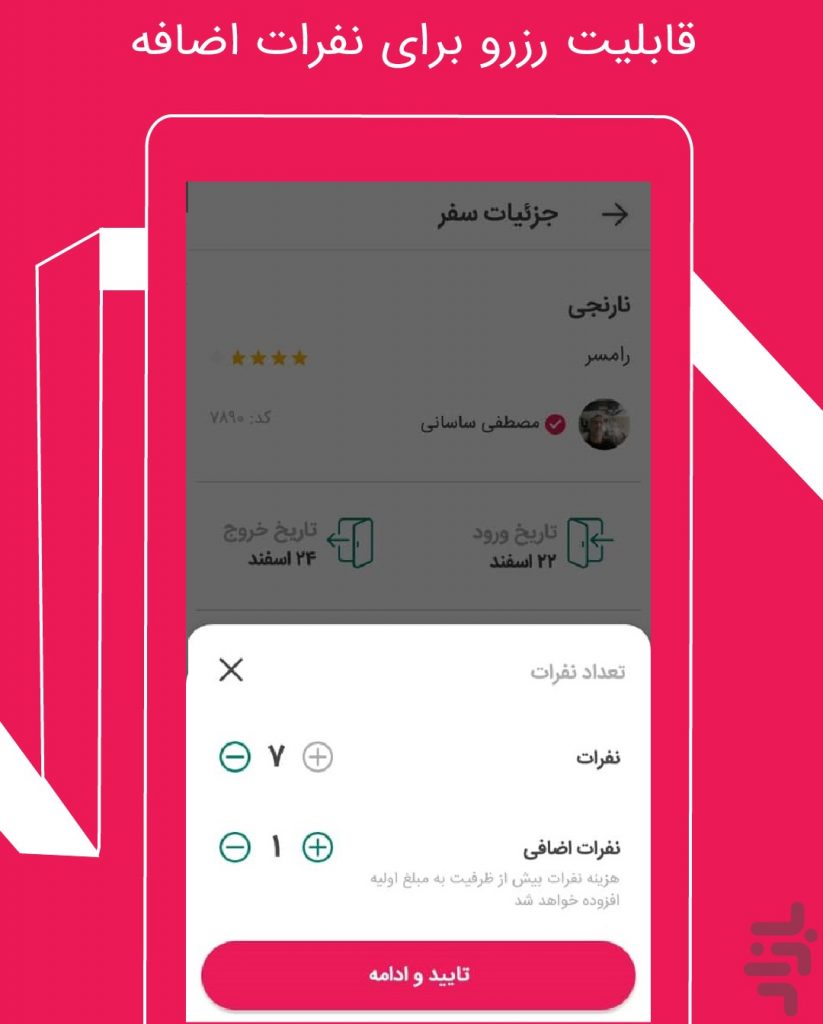 قابلیت رزرو برای نفرات اضافه
جزئیات سفر
نارنجی
رامسر
مصطفی ساسانی
کد: ۷۸۹۰
تاریخ ورود
۲۲ اسفند
تاریخ خروج
۲۴ اسفند
تعداد نفرات
نفرات
۷
نفرات اضافی
۱
هزینه نفرات بیش از ظرفیت به مبلغ اولیه
افزوده خواهد شد
تایید و ادامه
بازار